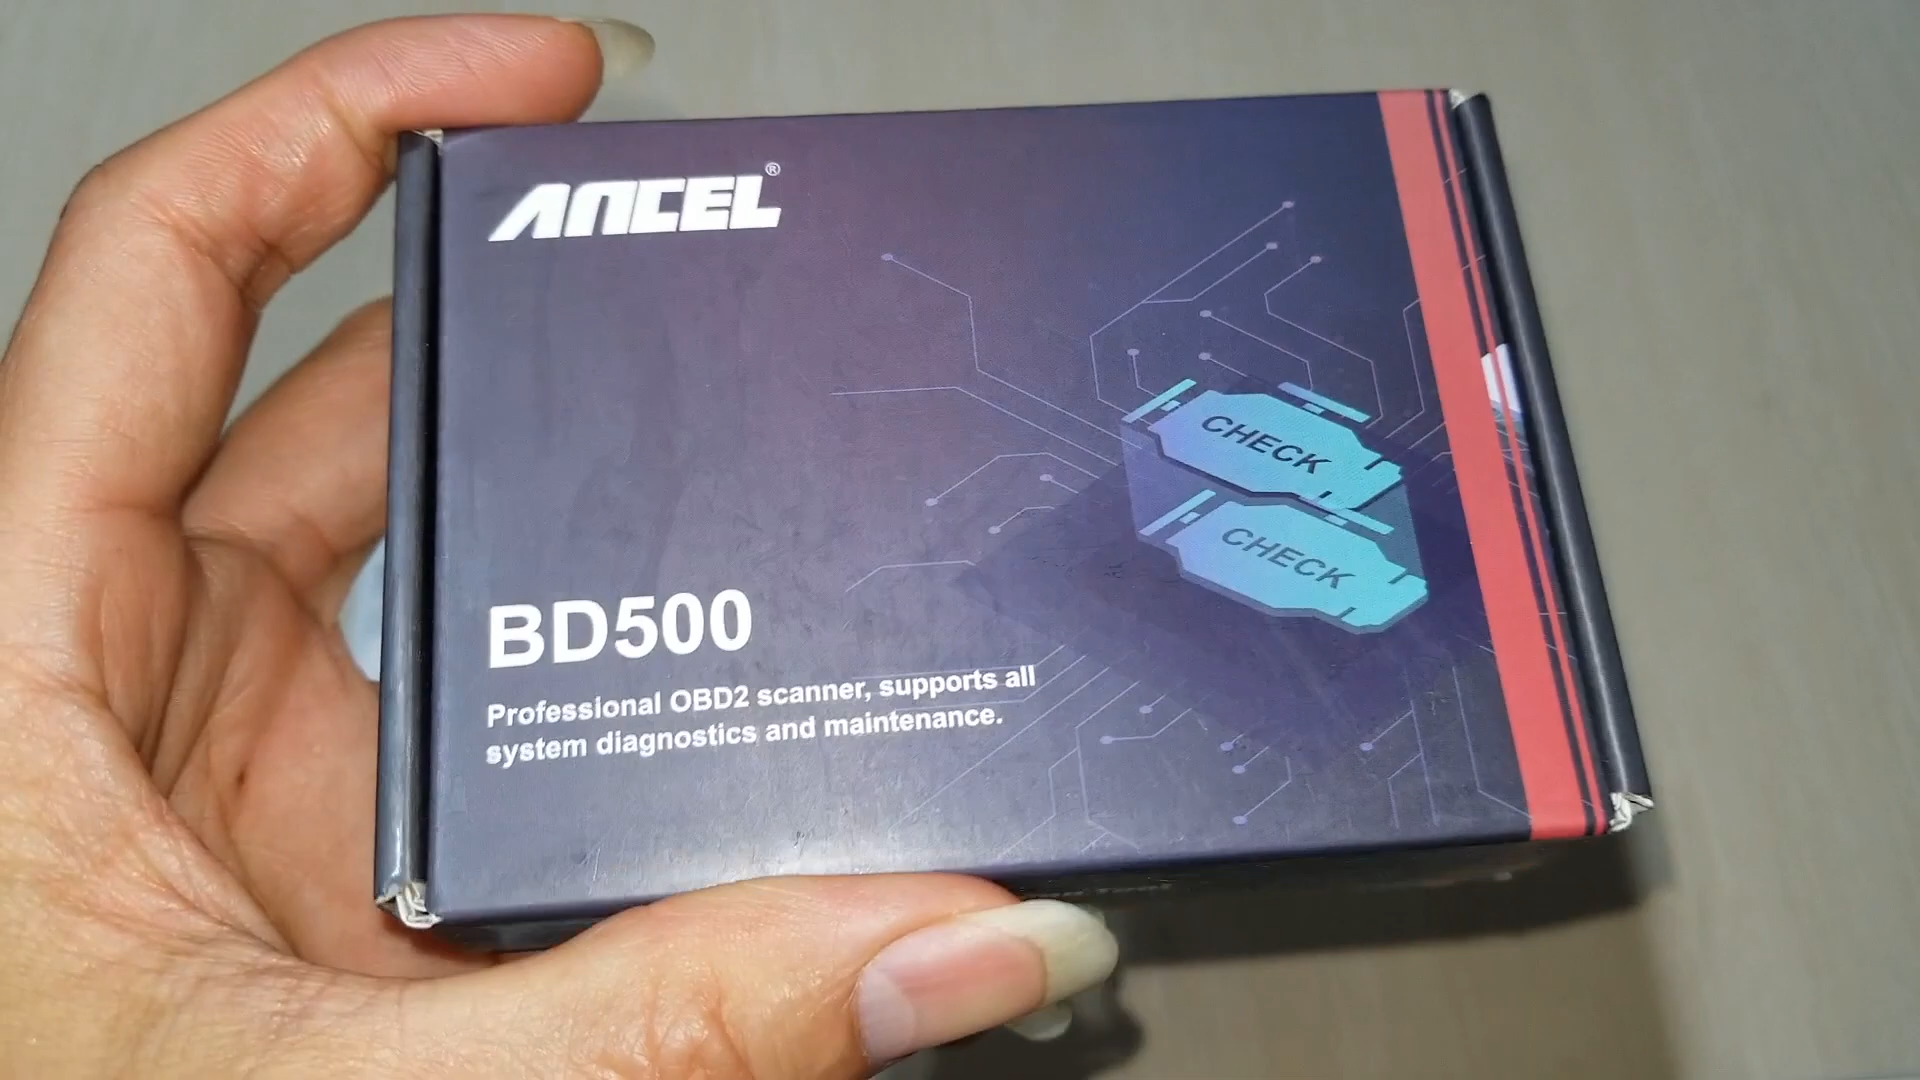 ANCEL®
CHECK
CHECK
BD500
Professional OBD2 scanner, supports all
system diagnostics and maintenance.